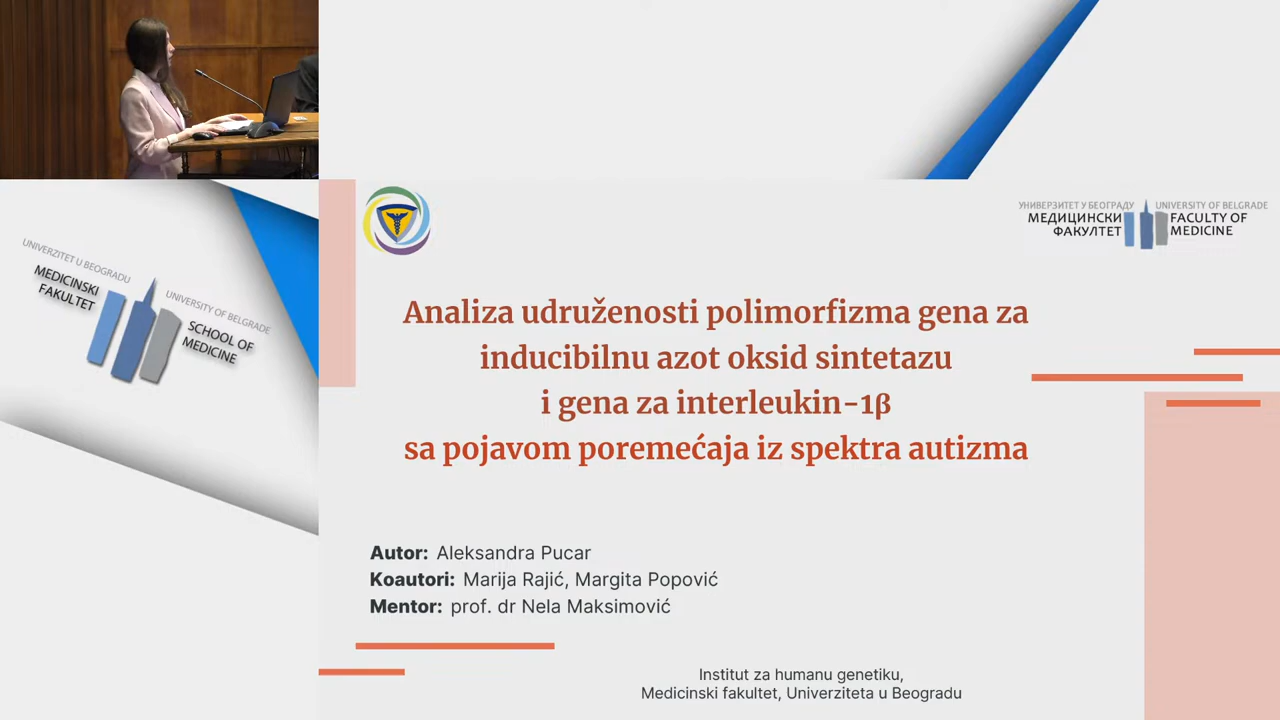 UNIVERZITET U BEOGRADU
MEDICINSKI
FAKULTET
UNIVERSITY OF BELGRADE
SCHOOL OF
MEDICINE
УНИВЕРЗИТЕТ У БЕОГРАДУ
МЕДИЦИНСКИ
ФАКУЛТЕТ
UNIVERSITY OF BELGRADE
FACULTY OF
MEDICINE
Analiza udruženosti polimorfizma gena za
inducibilnu azot oksid sintetazu
i gena za interleukin-1β
sa pojavom poremećaja iz spektra autizma
Autor: Aleksandra Pucar
Koautori: Marija Rajić, Margita Popović
Mentor: prof. dr Nela Maksimović
Institut za humanu genetiku,
Medicinski fakultet, Univerziteta u Beogradu